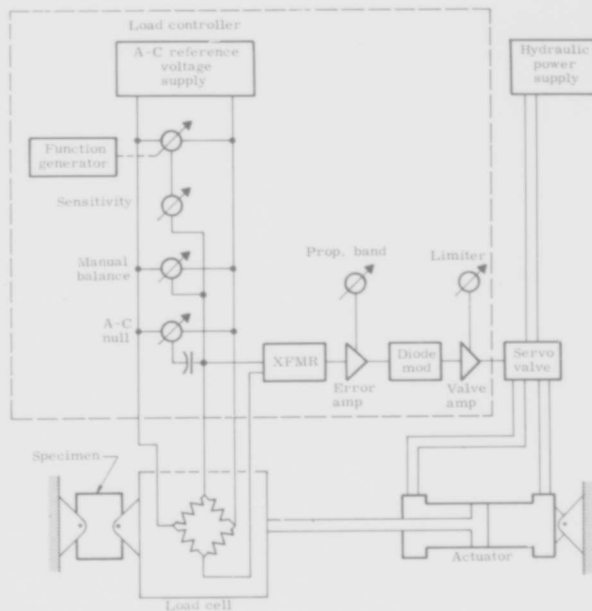 Load controller
A-C reference
voltage
supply
Hydraulic
power
supply
Function
generator
Sensitivity
Manual
balance
Prop. band
Limiter
A-C
null
XFMR
Error
amp
Diode
mod
Valve
amp
Servo
valve
Specimen
Load cell
Actuator